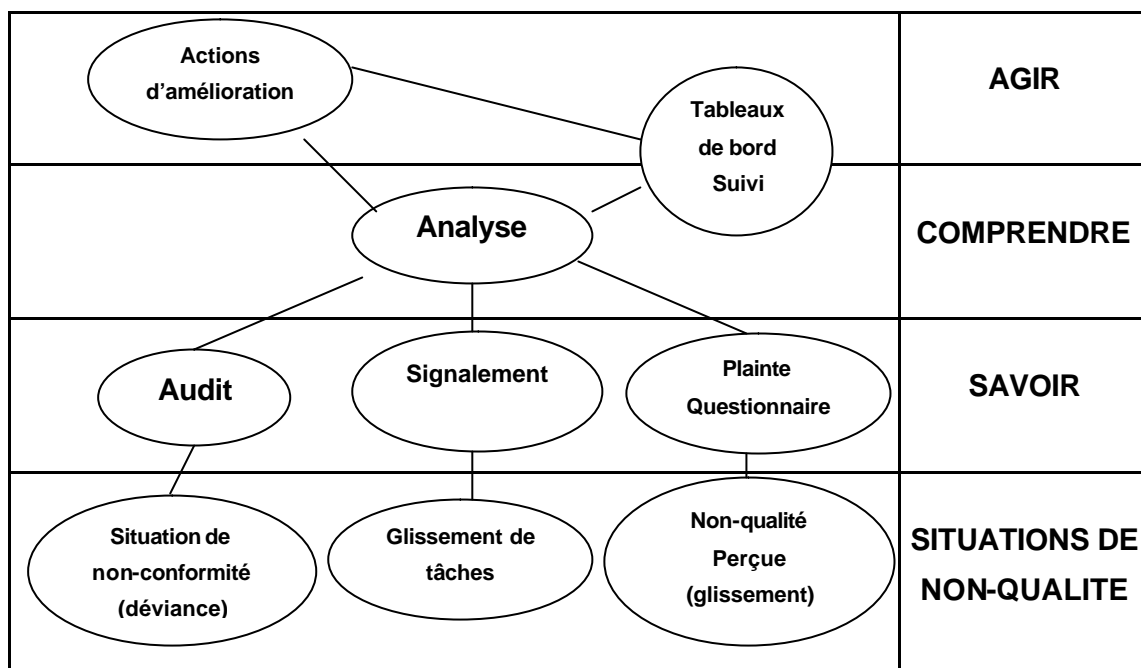 Actions
d'amélioration
Tableaux
de bord
Suivi
AGIR
Analyse
COMPRENDRE
Audit
Signalement
Plainte
Questionnaire
SAVOIR
Situation de
non-conformité
(déviance)
Glissement de
tâches
Non-qualité
Perçue
(glissement)
SITUATIONS DE
NON-QUALITE